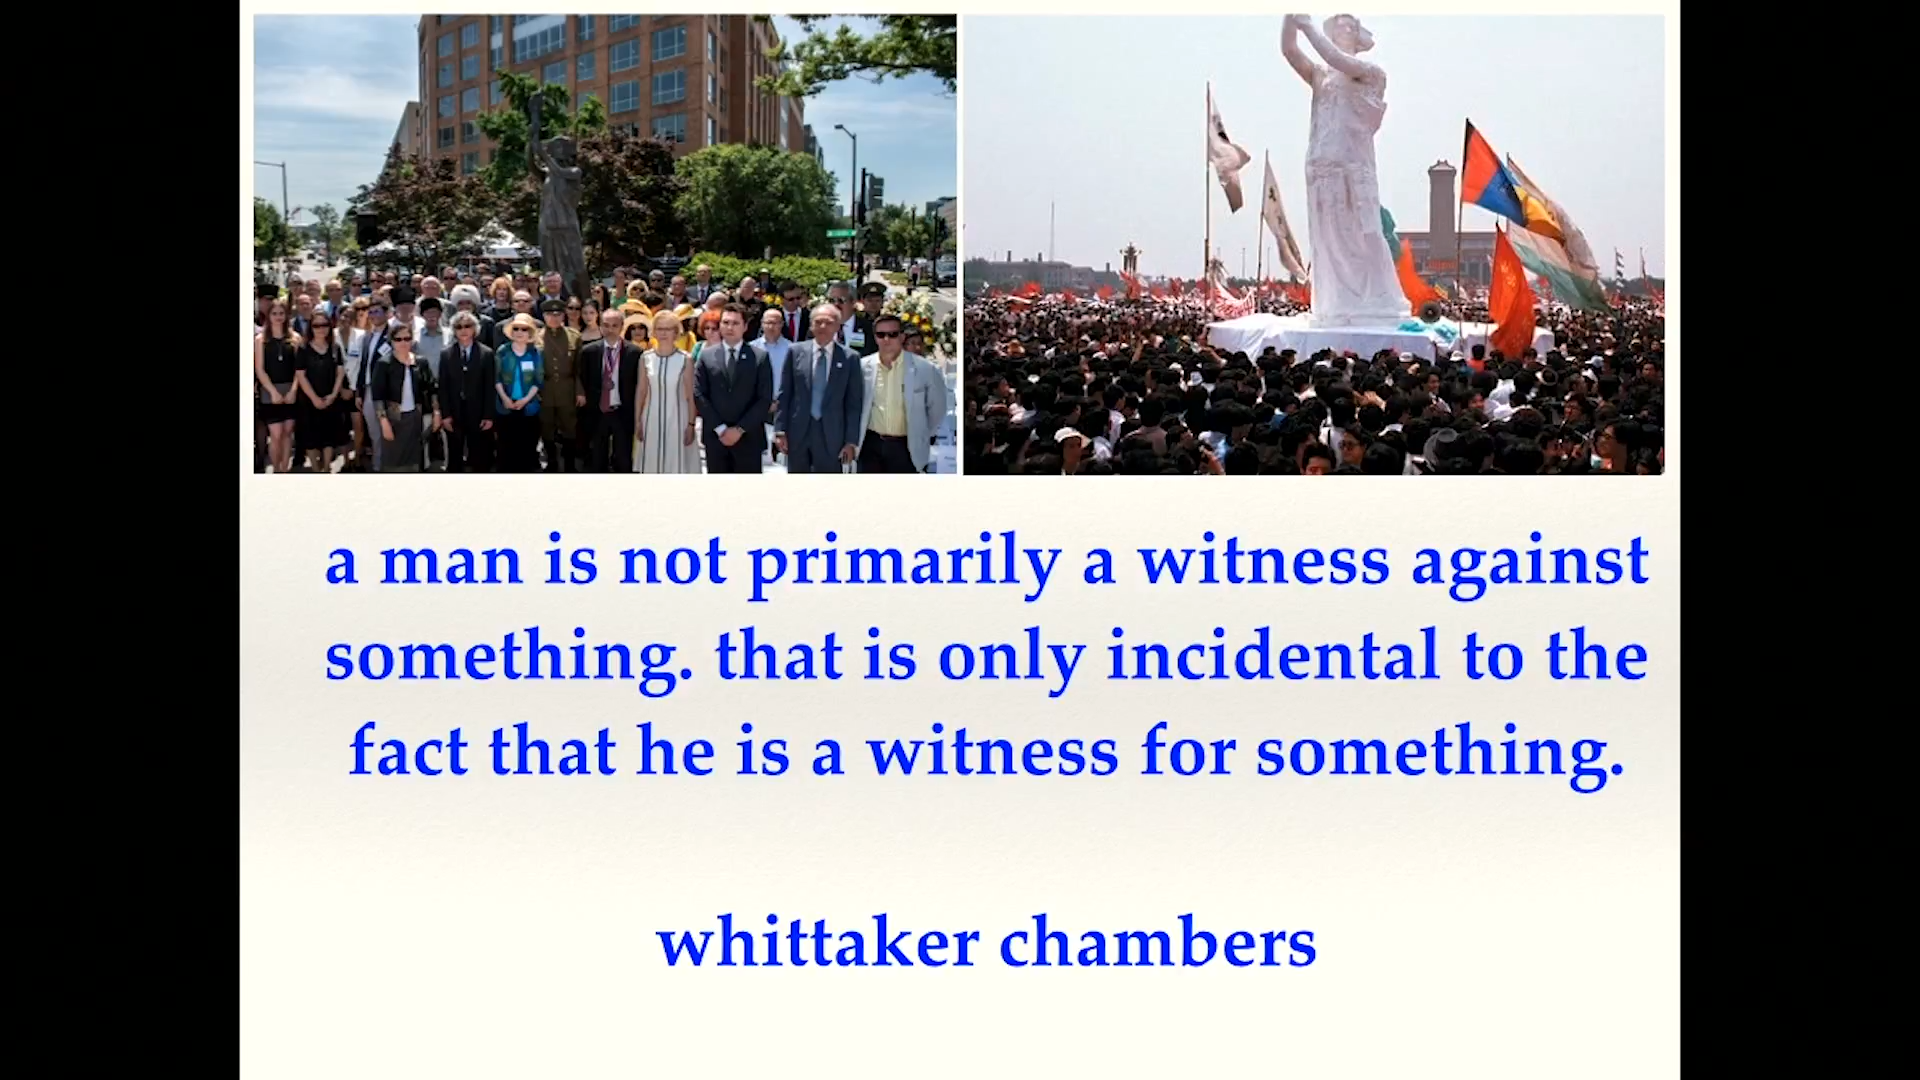 a man is not primarily a witness against
something. that is only incidental to the
fact that he is a witness for something.
whittaker chambers